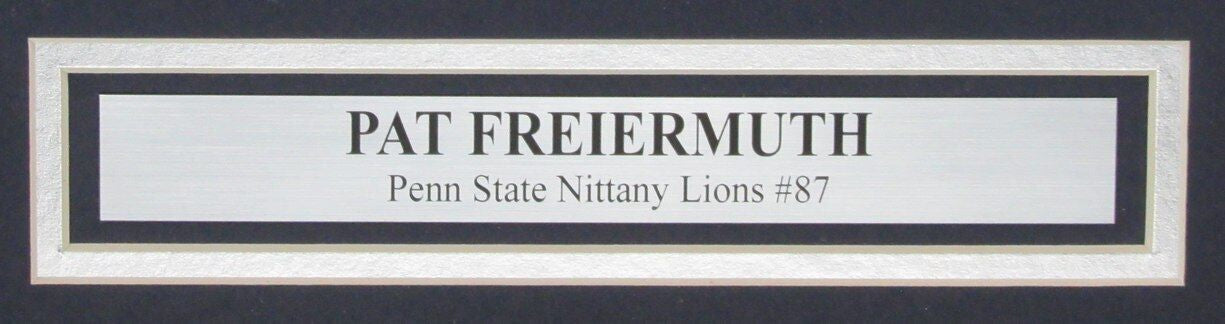 PAT FREIERMUTH
Penn State Nittany Lions #87